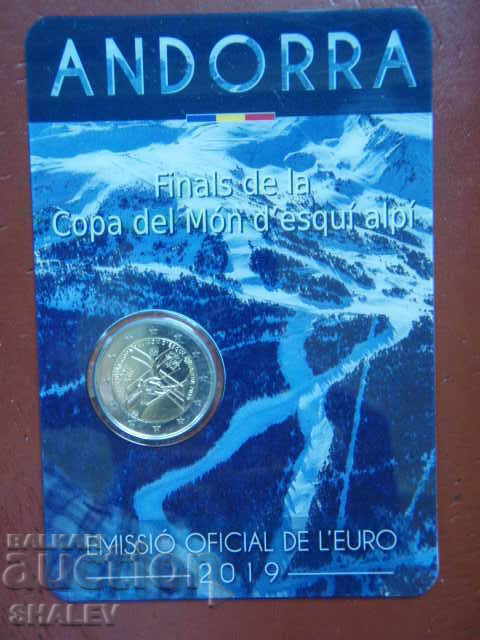 ANDORRA
Finals de la
Copa del Món d'esquí alpí
EMISSIÓ OFICIAL DE L'EURO
2019
BALKAN
auction
SHALEV